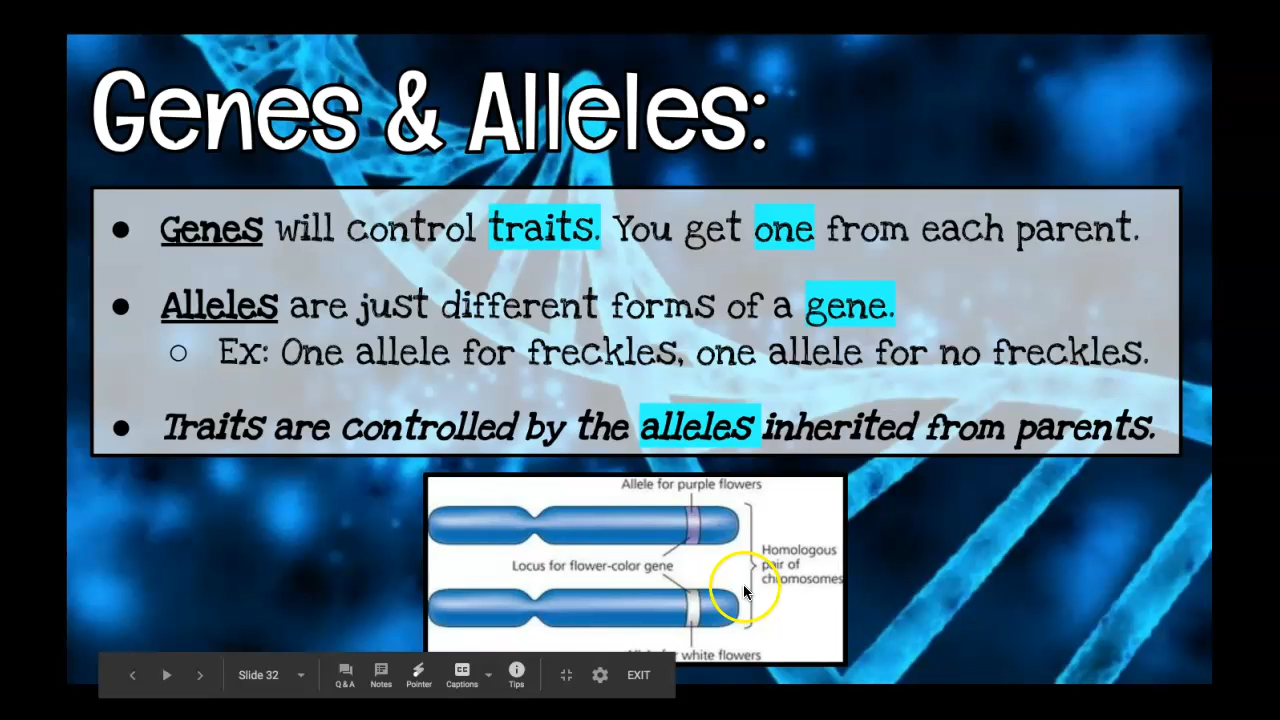 Genes & Alleles:
● Genes will control traits. You get one from each parent.
● Alleles are just different forms of a gene.
○ Ex: One allele for freckles, one allele for no freckles.
● Traits are controlled by the alleles inherited from parents.
Allele for purple flowers
Locus for flower-color gene
Homologous
pair of
chromosomes
white flowers
Slide 32
Q & A
Notes
Pointer
CC
Captions
Tips
EXIT